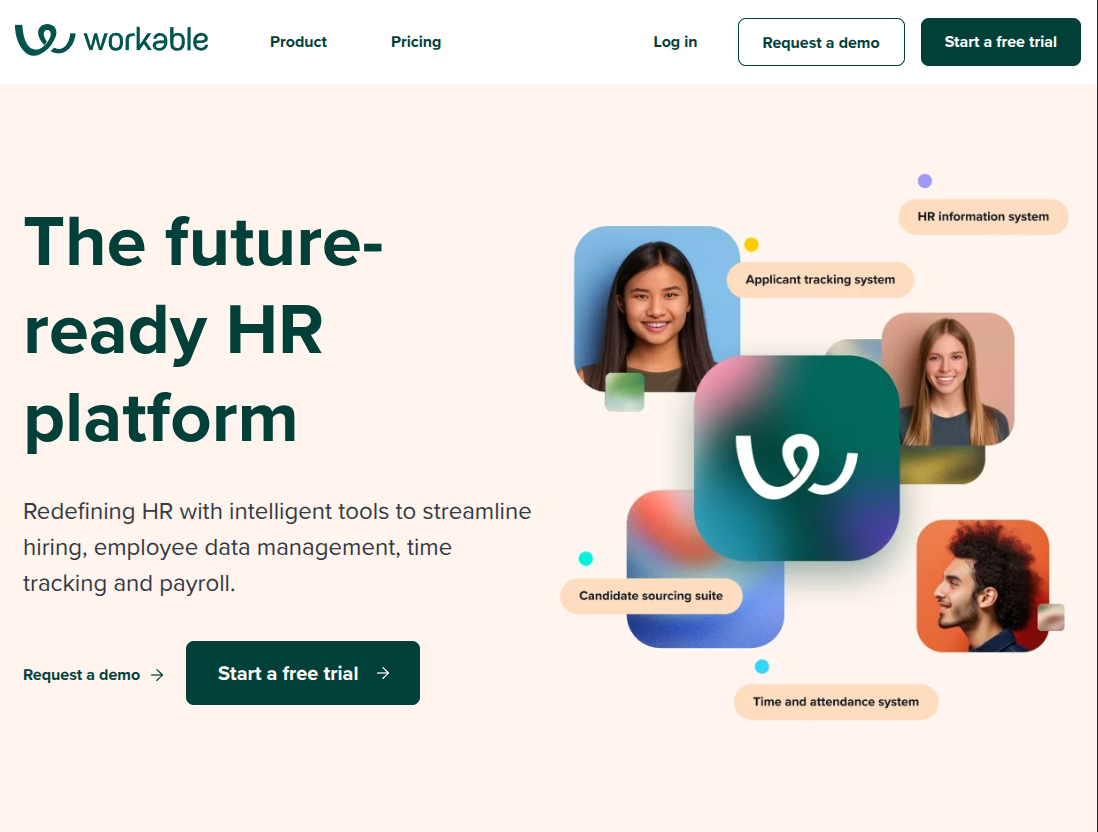 workable
Product
Pricing
Log in
Request a demo
Start a free trial
The future-
ready HR
platform
Redefining HR with intelligent tools to streamline
hiring, employee data management, time
tracking and payroll.
Request a demo →
Start a free trial →
HR information system
Applicant tracking system
Candidate sourcing suite
Time and attendance system